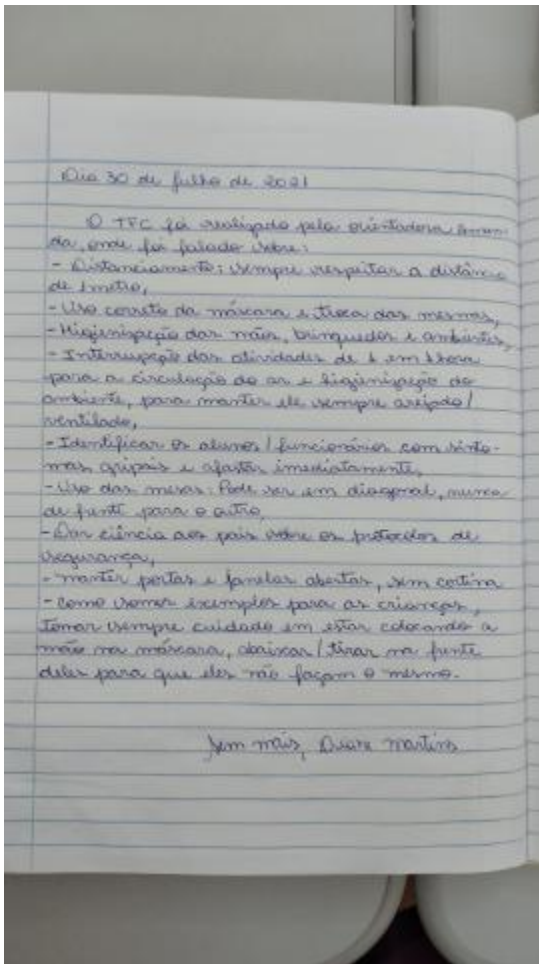 Dia 30 de julho de 2021
O TFC foi realizado pela orientadora
da, onde foi falado sobre:
- Distanciamento: sempre respeitar a distância
de 1 metro,
- Uso correto da máscara e troca das mesmas,
- Higienização das mãos, brinquedos e ambientes,
- Interrupção das atividades de 1 em 1 hora
para a circulação do ar e higienização do
ambiente, para manter ele sempre arejado/
ventilado,
- Identificar os alunos/funcionários com sinto-
mas gripais e afastar imediatamente,
- Uso das mesas: Pode ser em diagonal, nunca
de frente para o outro,
- Dar ciência aos pais sobre os protocolos de
segurança,
- manter portas e janelas abertas, sem cortina
- como somos exemplos para as crianças,
tomar sempre cuidado em estar colocando a
mão na máscara, abaixar/tirar na frente
deles para que eles não façam o mesmo.
Sem mais, Martins